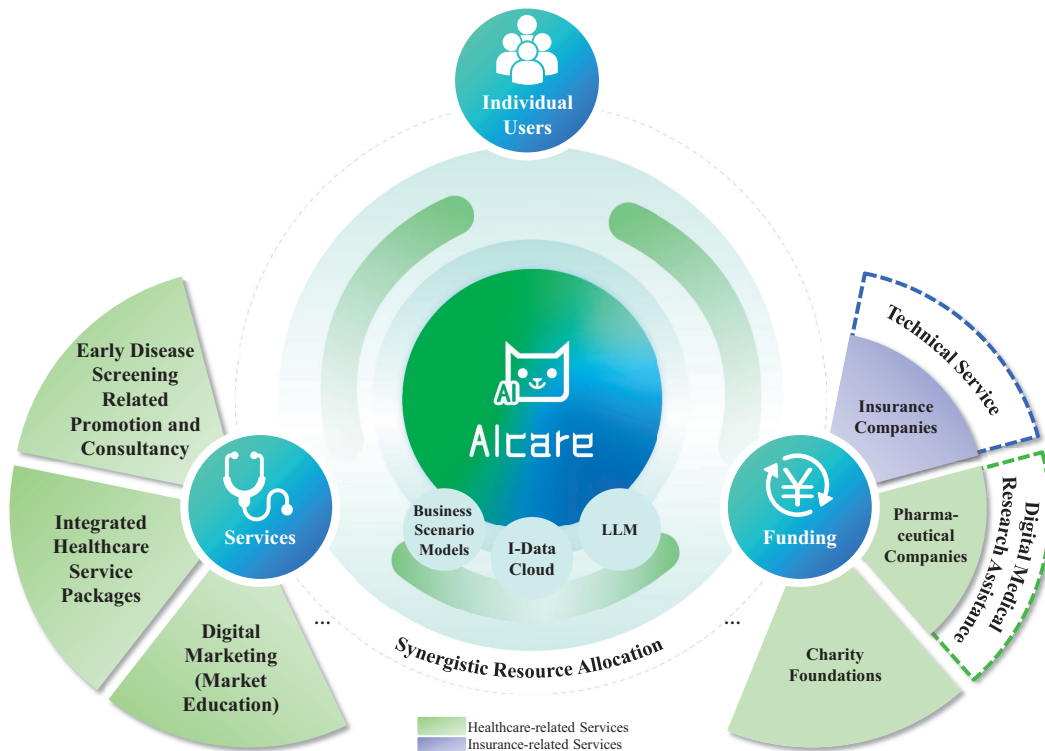 Individual
Users
Early Disease
Screening
Related
Promotion and
Consultancy
Integrated
Healthcare
Service
Packages
Digital
Marketing
(Market
Education)
Services
AI
AIcare
Business
Scenario
Models
I-Data
Cloud
LLM
Funding
¥
Technical Service
Insurance
Companies
Digital Medical
Research Assistance
Pharma-
ceutical
Companies
Charity
Foundations
...
...
Synergistic Resource Allocation
Healthcare-related Services
Insurance-related Services